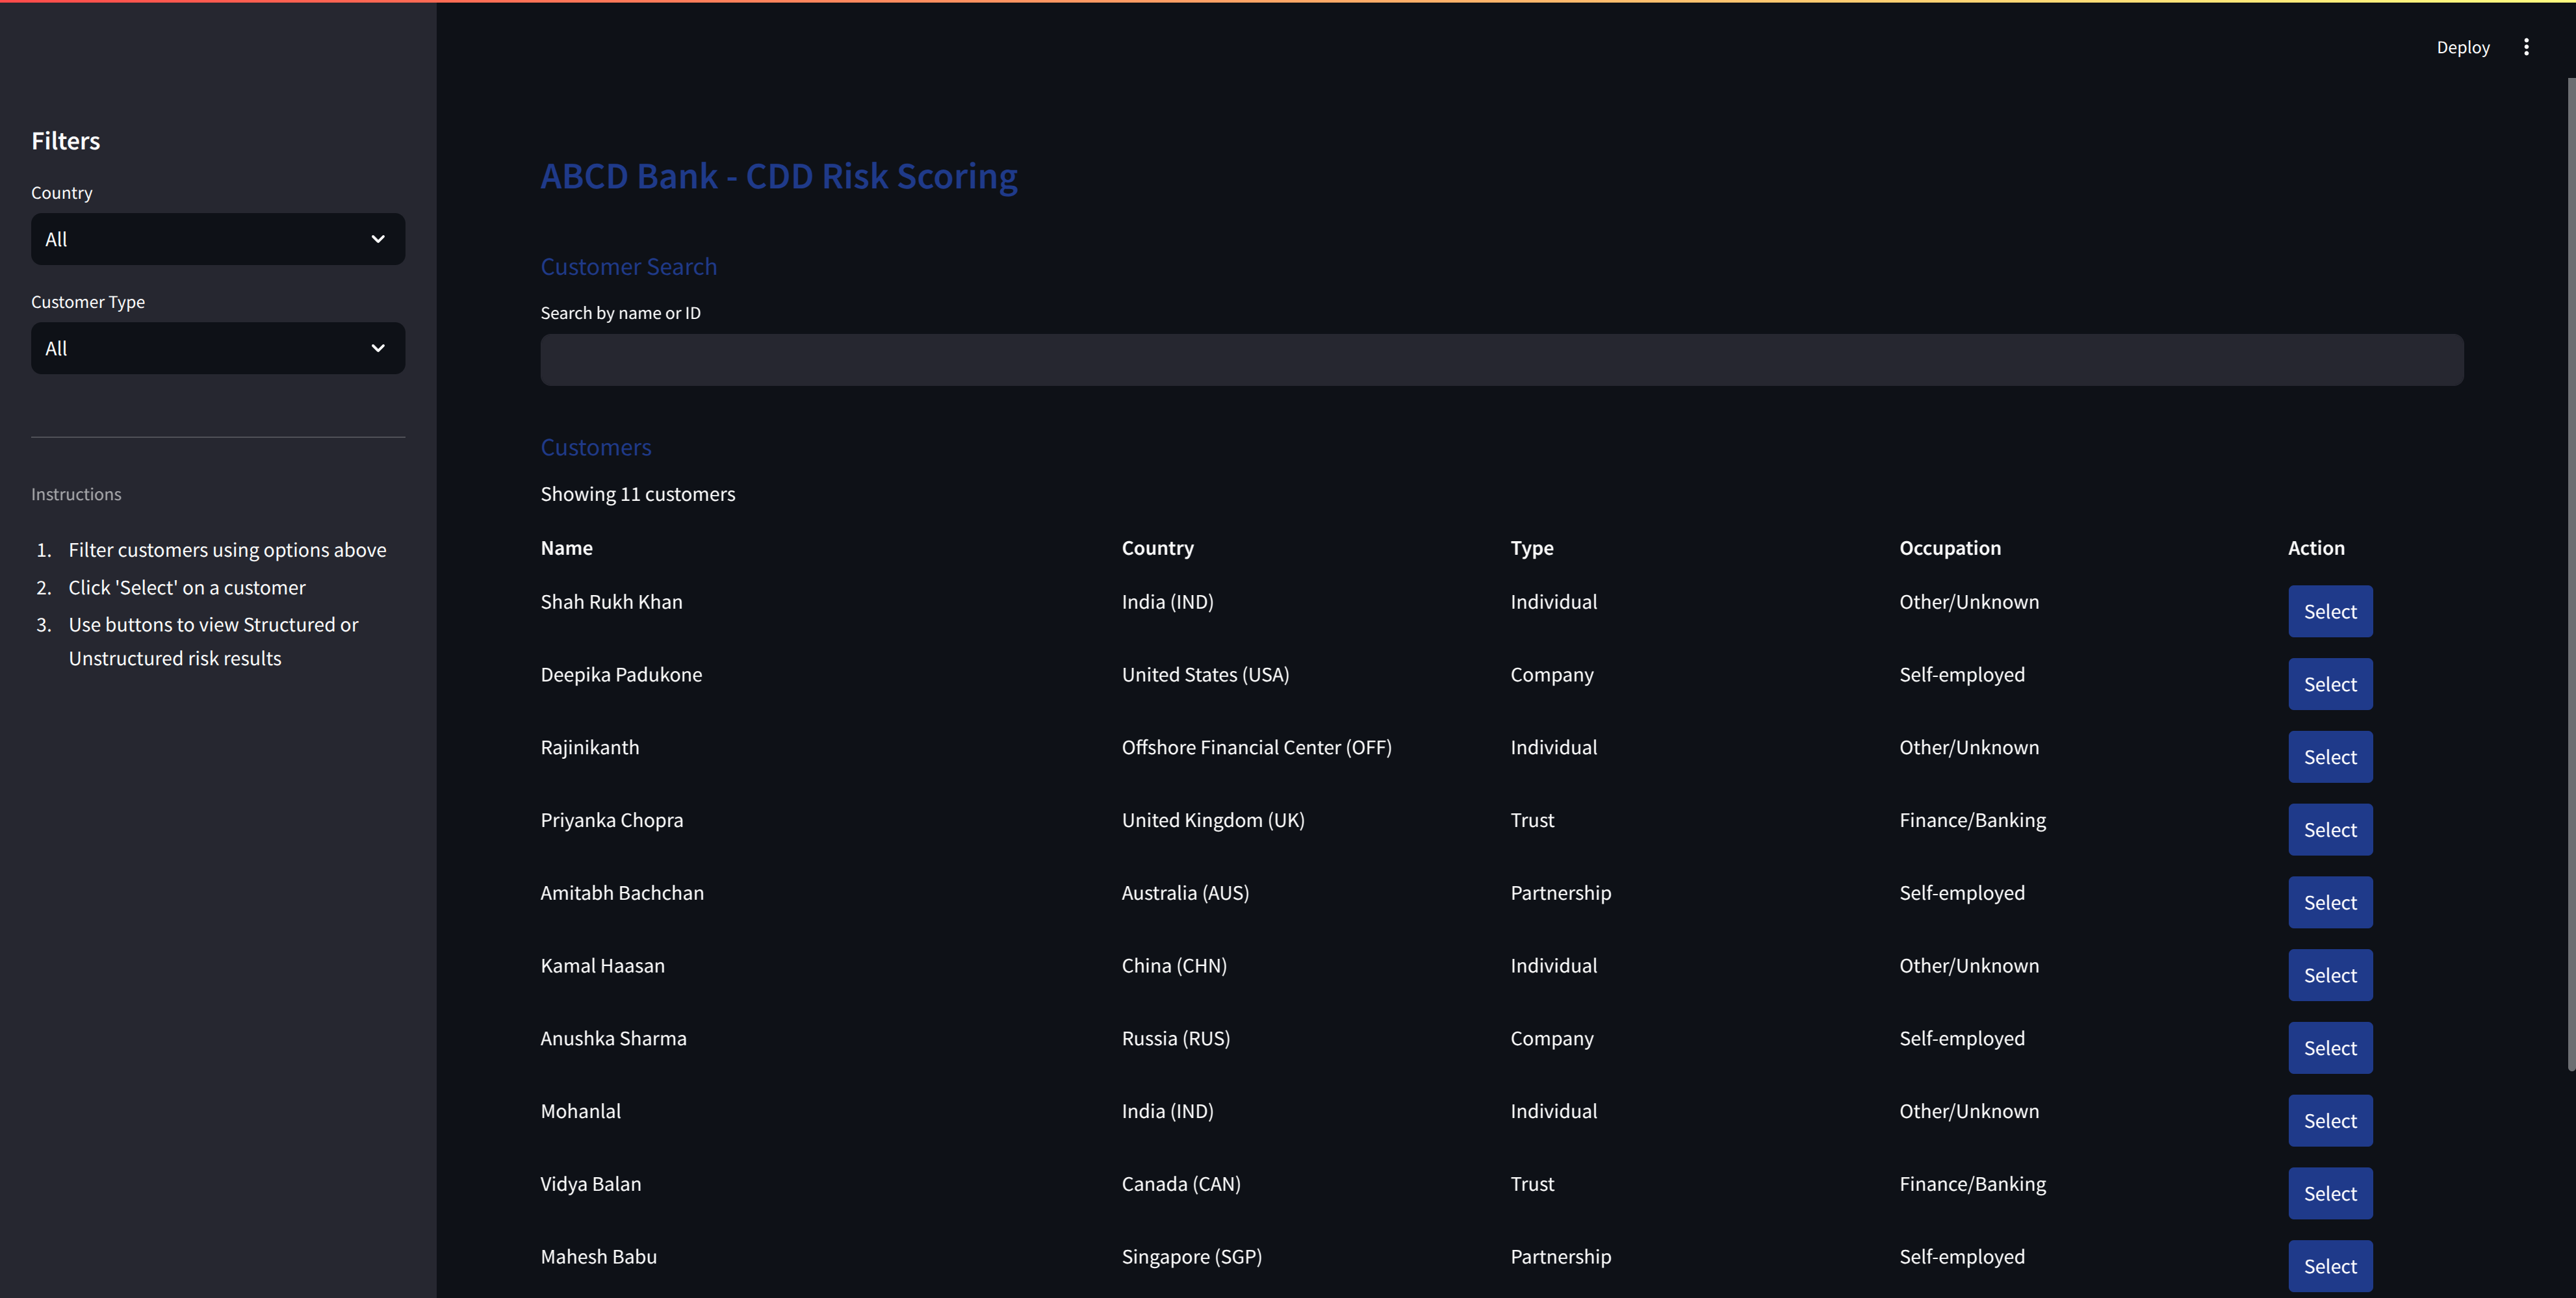 Deploy
Filters
Country
All
Customer Type
All
Instructions
1. Filter customers using options above
2. Click 'Select' on a customer
3. Use buttons to view Structured or
Unstructured risk results
ABCD Bank - CDD Risk Scoring
Customer Search
Search by name or ID
Customers
Showing 11 customers
Name Country Type Occupation Action
Shah Rukh Khan India (IND) Individual Other/Unknown Select
Deepika Padukone United States (USA) Company Self-employed Select
Rajinikanth Offshore Financial Center (OFF) Individual Other/Unknown Select
Priyanka Chopra United Kingdom (UK) Trust Finance/Banking Select
Amitabh Bachchan Australia (AUS) Partnership Self-employed Select
Kamal Haasan China (CHN) Individual Other/Unknown Select
Anushka Sharma Russia (RUS) Company Self-employed Select
Mohanlal India (IND) Individual Other/Unknown Select
Vidya Balan Canada (CAN) Trust Finance/Banking Select
Mahesh Babu Singapore (SGP) Partnership Self-employed Select